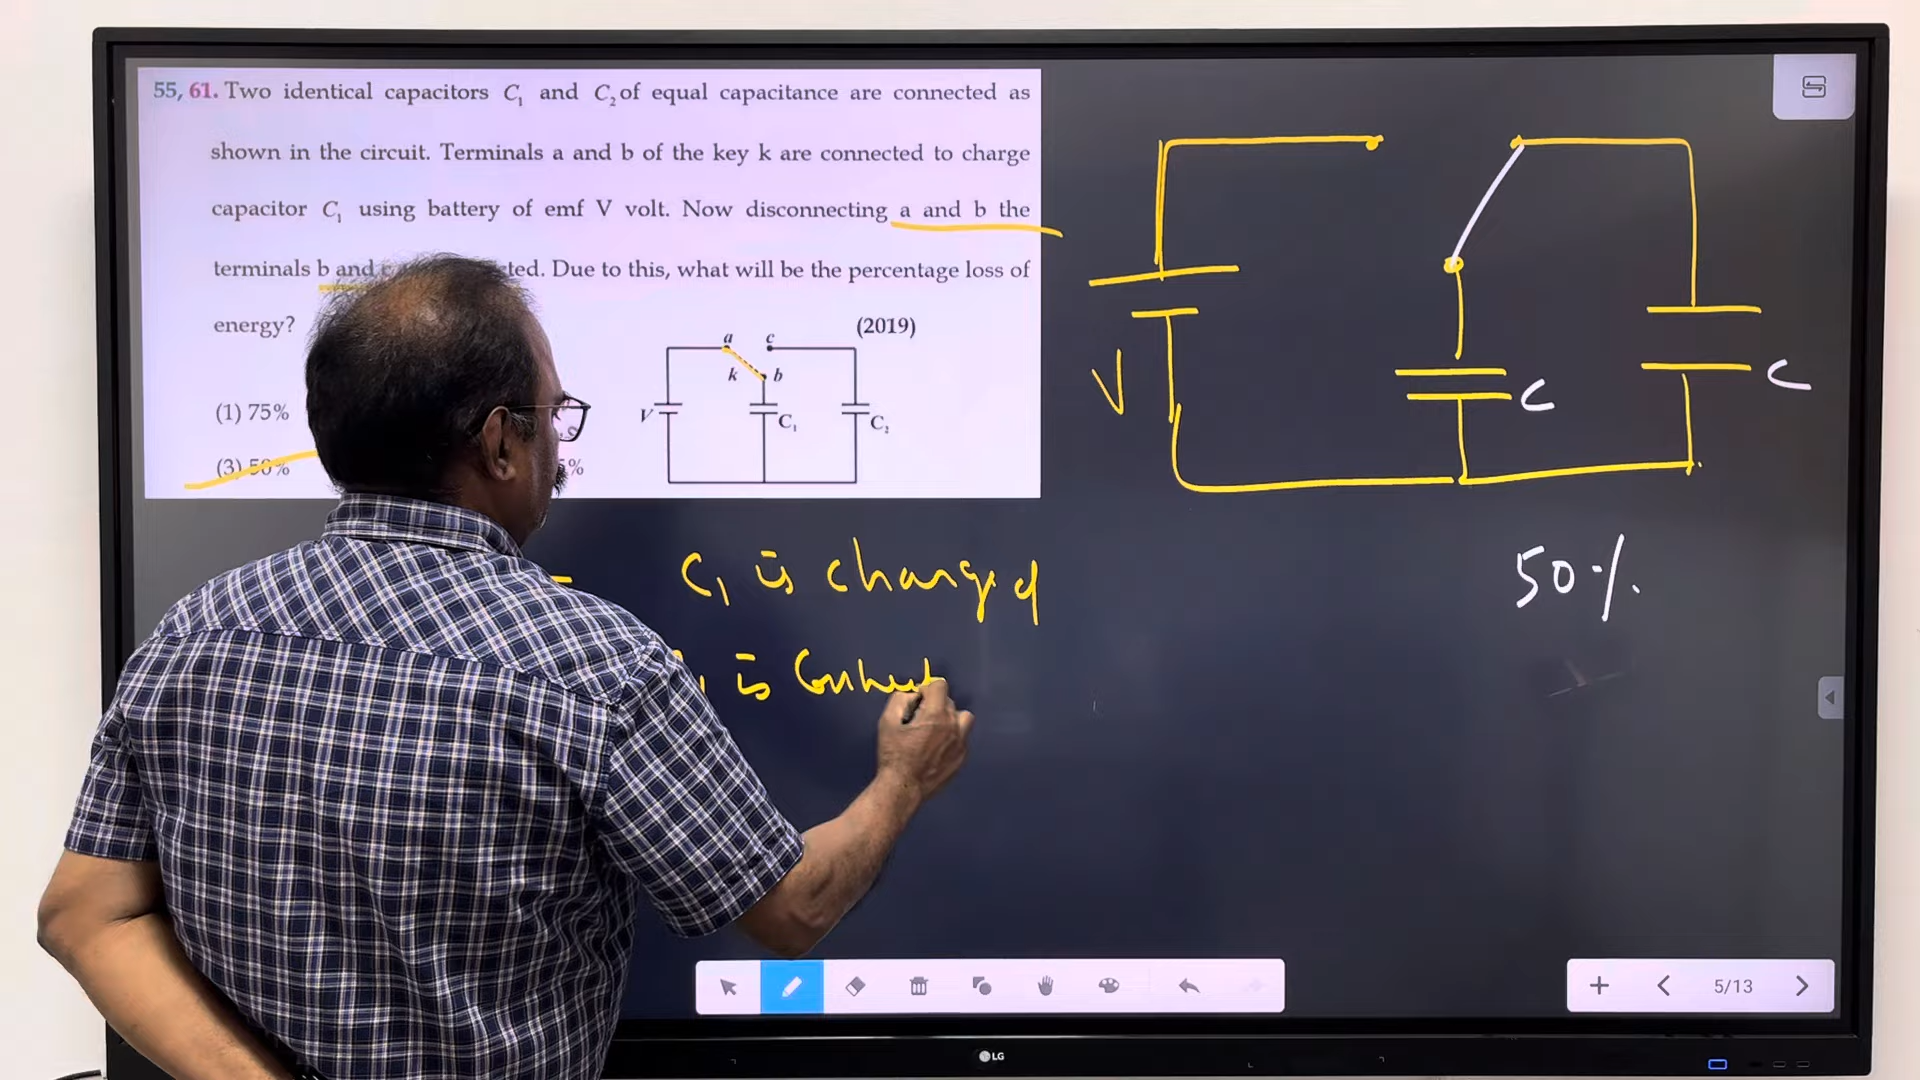 55, 61. Two identical capacitors C₁ and C₂ of equal capacitance are connected as
shown in the circuit. Terminals a and b of the key k are connected to charge
capacitor C₁ using battery of emf V volt. Now disconnecting a and b the
terminals b and c ted. Due to this, what will be the percentage loss of
energy?
(2019)
(1) 75%
(3) 50%
5%
a c
k b
V C₁ C₂
V
C
C
50%
C₁ is charged
is Connect
5/13
LG